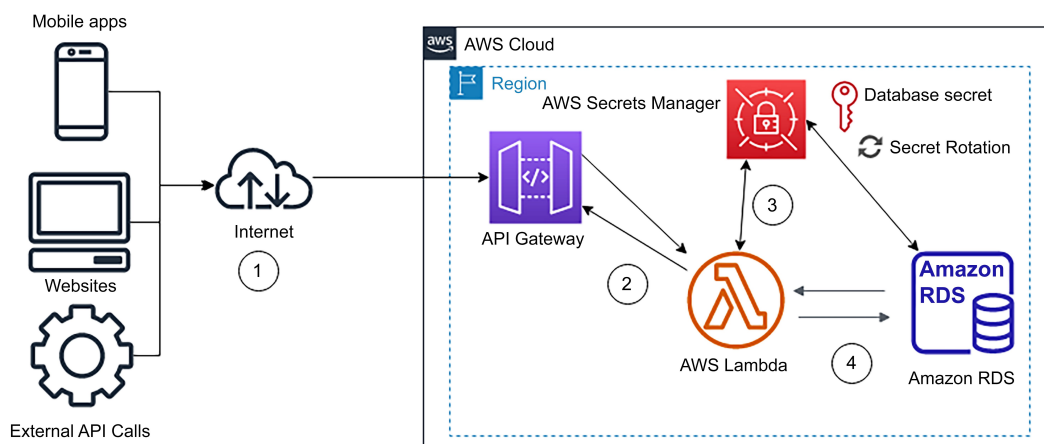 Mobile apps
aws
AWS Cloud
Region
AWS Secrets Manager
Database secret
Secret Rotation
</>
API Gateway
Internet
1
Websites
2
3
AWS Lambda
4
Amazon
RDS
Amazon RDS
External API Calls